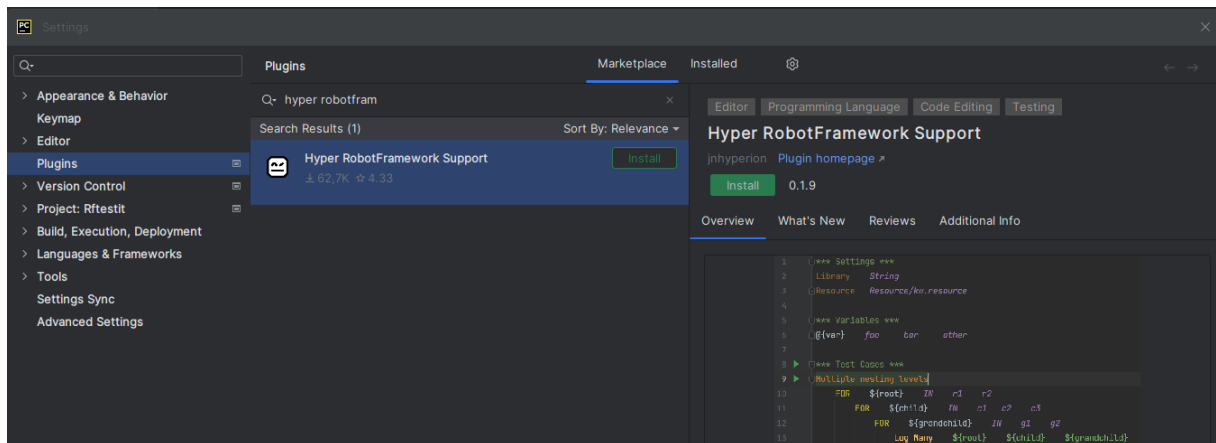 PC
Settings
Plugins
Marketplace
Installed
Appearance & Behavior
Keymap
Editor
Plugins
Version Control
Project: Rftestit
Build, Execution, Deployment
Languages & Frameworks
Tools
Settings Sync
Advanced Settings
hyper robotfram
Search Results (1) Sort By: Relevance
Hyper RobotFramework Support
Install
62,7K 4.33
Editor Programming Language Code Editing Testing
Hyper RobotFramework Support
jnhyperion Plugin homepage
Install 0.1.9
Overview What's New Reviews Additional Info
1 *** Settings ***
2 Library String
3 Resource Resource/kw.resource
4
5 *** Variables ***
6 @{var} foo bar other
7
8 *** Test Cases ***
9 Multiple nesting levels
10 FOR ${root} IN r1 r2
11 FOR ${child} IN c1 c2 c3
12 FOR ${grandchild} IN g1 g2
13 Log Many ${root} ${child} ${grandchild}